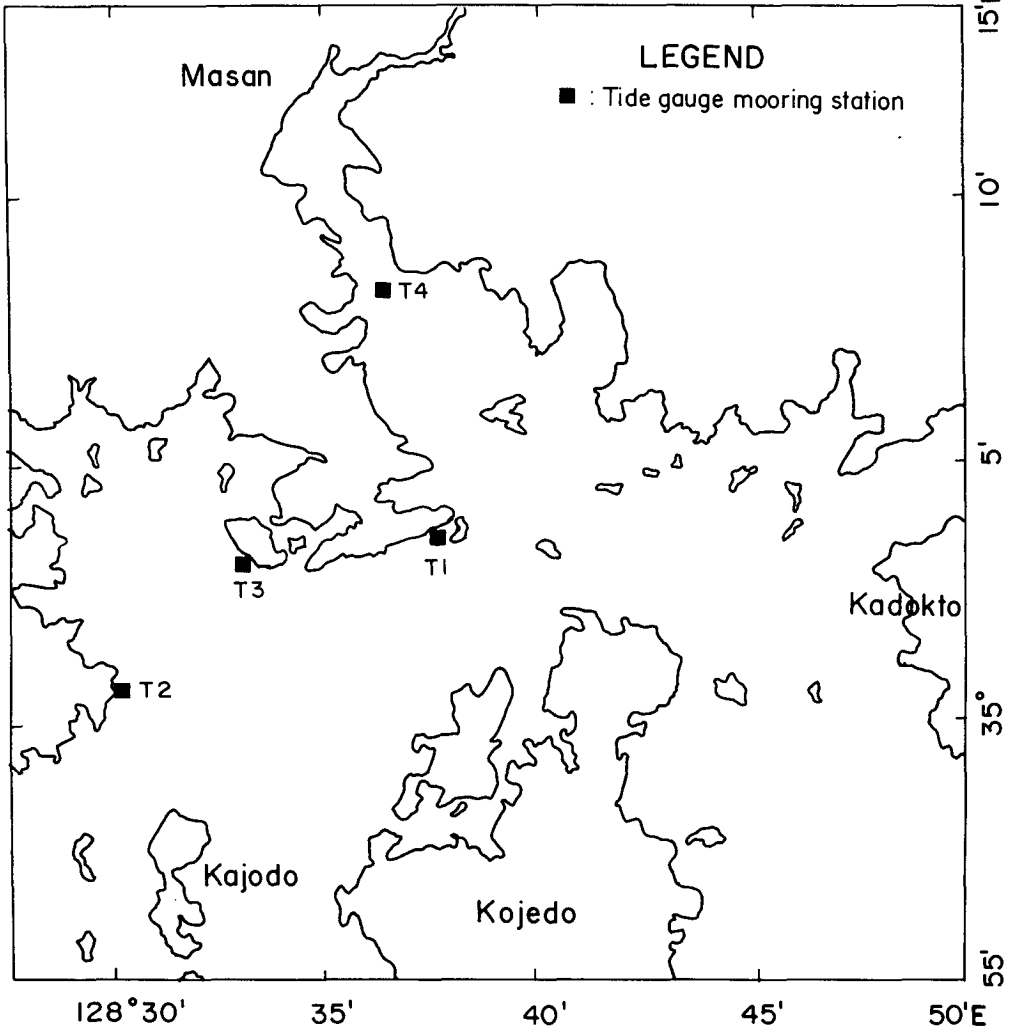 Masan
LEGEND
■ : Tide gauge mooring station
15'
10'
T4
5'
T3
T1
Kadokto
T2
35°
Kajodo
Kojedo
55'
128°30'
35'
40'
45'
50'E